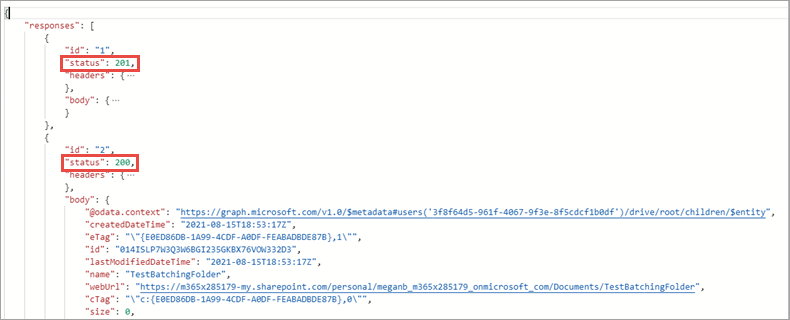 {
"responses": [
{
"id": "1",
"status": 201,
"headers": {...
},
"body": {...
}
},
{
"id": "2",
"status": 200,
"headers": {...
},
"body": {
"@odata.context": "https://graph.microsoft.com/v1.0/$metadata#users('3f8f64d5-961f-4067-9f3e-8f5cdcf1b0df')/drive/root/children/$entity",
"createdDateTime": "2021-08-15T18:53:17Z",
"eTag": "\"{E0ED86DB-1A99-4CDF-A0DF-FEABADBDE87B},1\"",
"id": "014I5LP7W3Q3W6BGI235GKBX76VOW332D3",
"lastModifiedDateTime": "2021-08-15T18:53:17Z",
"name": "TestBatchingFolder",
"webUrl": "https://m365x285179-my.sharepoint.com/personal/meganb_m365x285179_onmicrosoft_com/Documents/TestBatchingFolder",
"cTag": "\"c:{E0ED86DB-1A99-4CDF-A0DF-FEABADBDE87B},0\"",
"size": 0,